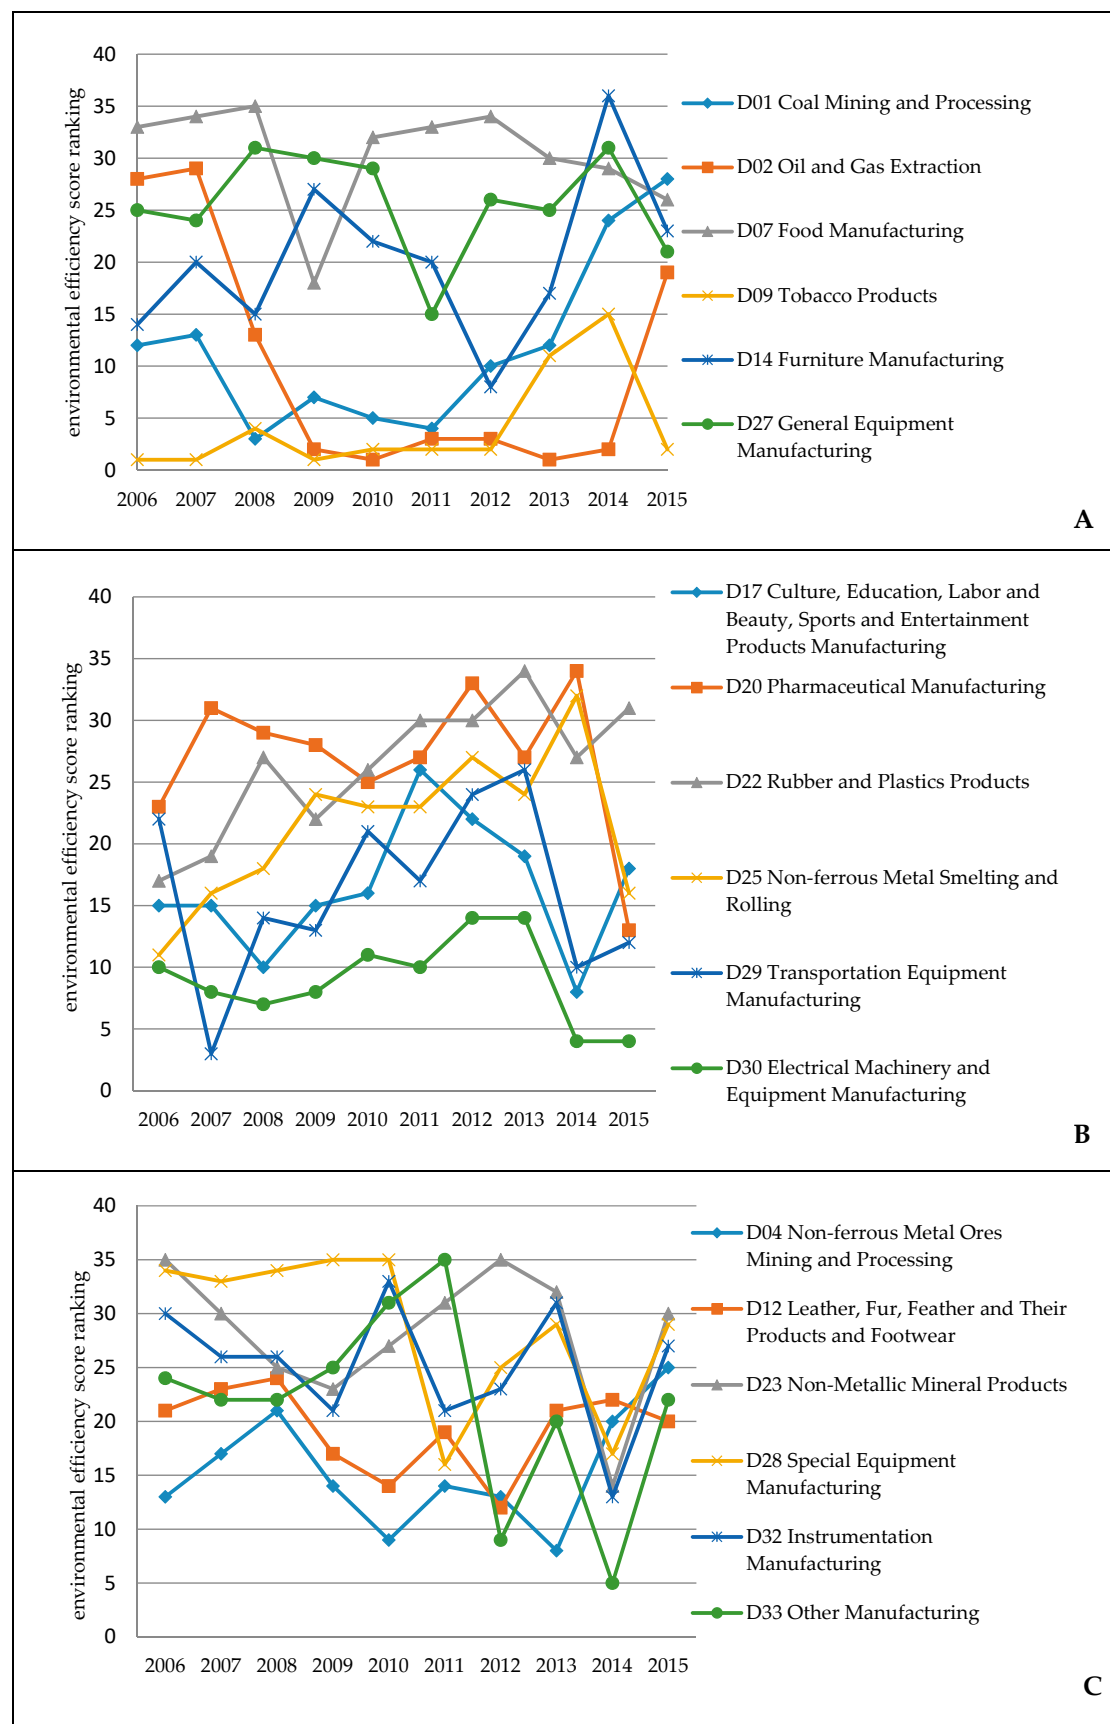 environmental efficiency score ranking
40
35
30
25
20
15
10
5
0
2006 2007 2008 2009 2010 2011 2012 2013 2014 2015
D01 Coal Mining and Processing
D02 Oil and Gas Extraction
D07 Food Manufacturing
D09 Tobacco Products
D14 Furniture Manufacturing
D27 General Equipment
Manufacturing
A
environmental efficiency score ranking
40
35
30
25
20
15
10
5
0
2006 2007 2008 2009 2010 2011 2012 2013 2014 2015
D17 Culture, Education, Labor and
Beauty, Sports and Entertainment
Products Manufacturing
D20 Pharmaceutical Manufacturing
D22 Rubber and Plastics Products
D25 Non-ferrous Metal Smelting and
Rolling
D29 Transportation Equipment
Manufacturing
D30 Electrical Machinery and
Equipment Manufacturing
B
environmental efficiency score ranking
40
35
30
25
20
15
10
5
0
2006 2007 2008 2009 2010 2011 2012 2013 2014 2015
D04 Non-ferrous Metal Ores
Mining and Processing
D12 Leather, Fur, Feather and Their
Products and Footwear
D23 Non-Metallic Mineral Products
D28 Special Equipment
Manufacturing
D32 Instrumentation
Manufacturing
D33 Other Manufacturing
C